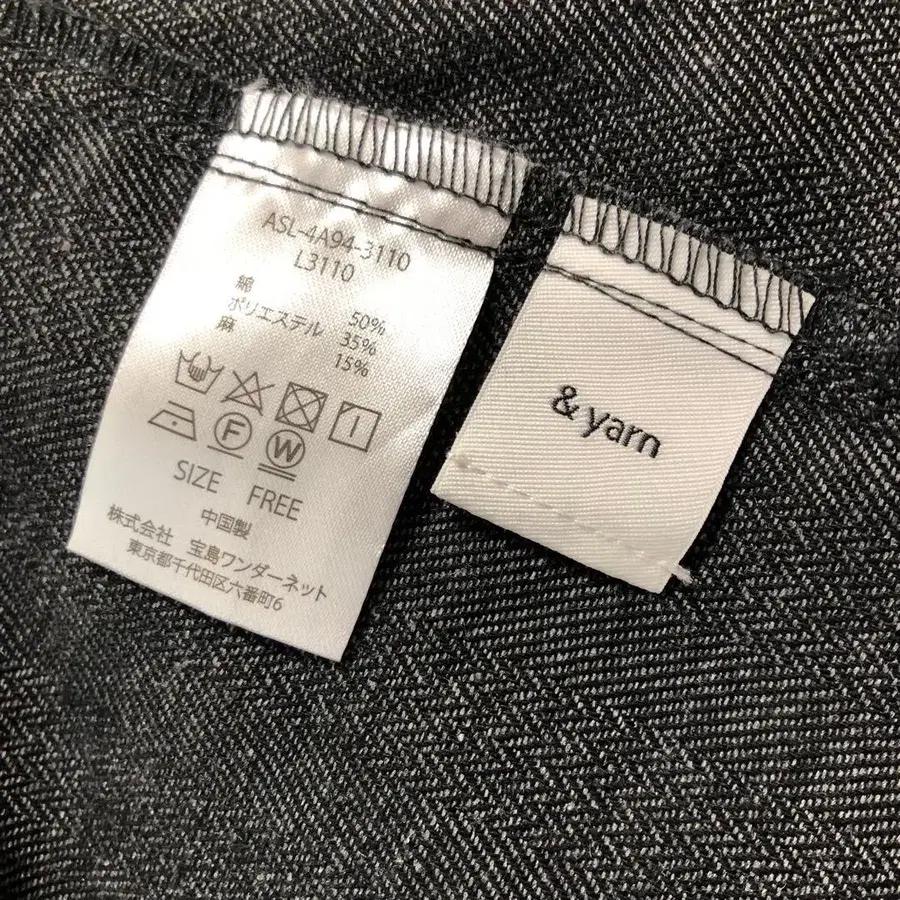 ASL-4A94-3110
L3110
綿 50%
ポリエステル 35%
麻 15%
F W
SIZE FREE
中国製
株式会社 宝島ワンダーネット
東京都千代田区六番町6
& yarn